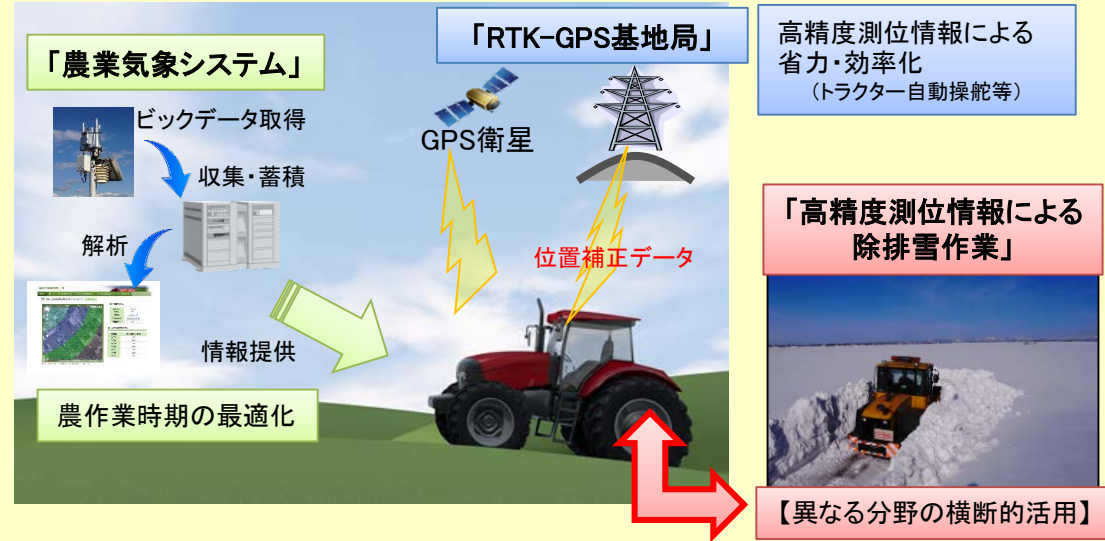 「農業気象システム」
ビックデータ取得
収集・蓄積
解析
情報提供
農作業時期の最適化
「RTK-GPS基地局」
GPS衛星
位置補正データ
高精度測位情報による
省力・効率化
（トラクター自動操舵等）
「高精度測位情報による
除排雪作業」
【異なる分野の横断的活用】